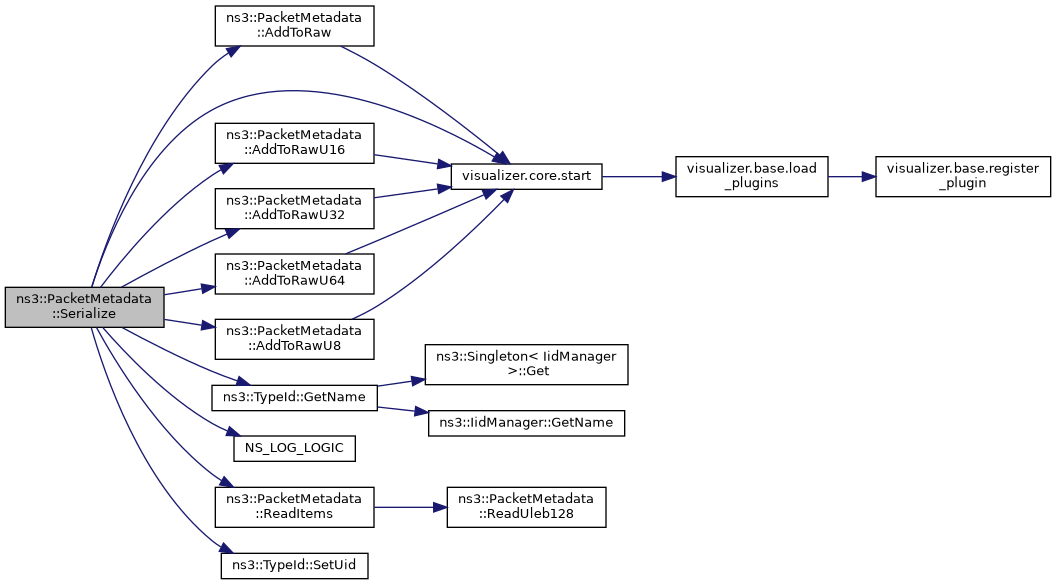 ns3::PacketMetadata
::AddToRaw
ns3::PacketMetadata
::AddToRawU16
visualizer.core.start
visualizer.base.load
_plugins
visualizer.base.register
_plugin
ns3::PacketMetadata
::AddToRawU32
ns3::PacketMetadata
::AddToRawU64
ns3::PacketMetadata
::Serialize
ns3::PacketMetadata
::AddToRawU8
ns3::Singleton< IidManager
>::Get
ns3::TypeId::GetName
ns3::IidManager::GetName
NS_LOG_LOGIC
ns3::PacketMetadata
::ReadItems
ns3::PacketMetadata
::ReadUleb128
ns3::TypeId::SetUid